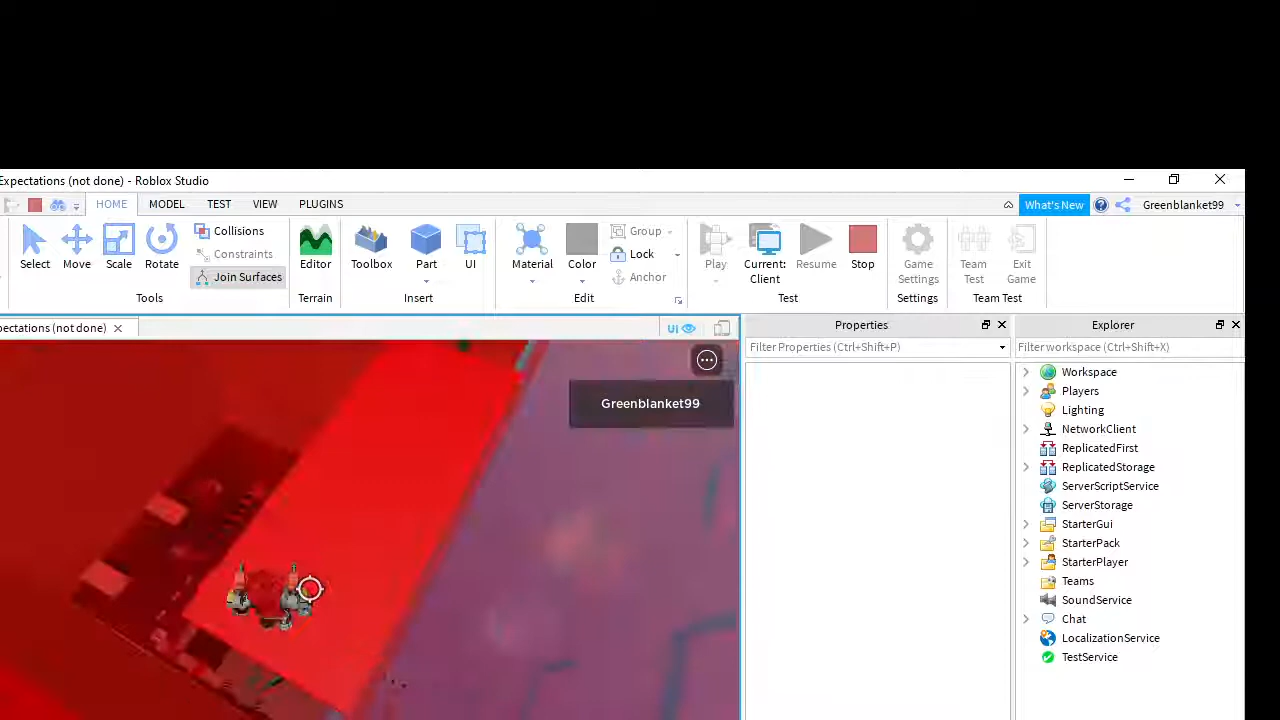 Expectations (not done) - Roblox Studio
HOME MODEL TEST VIEW PLUGINS
What's New
Greenblanket99
Select
Move
Scale
Rotate
Collisions
Constraints
Join Surfaces
Tools
Editor
Terrain
Toolbox
Part
UI
Insert
Material
Color
Group
Lock
Anchor
Edit
Play
Current:
Client
Resume
Stop
Test
Game
Settings
Settings
Team
Test
Exit
Game
Team Test
pectations (not done)
UI
Greenblanket99
Properties
Filter Properties (Ctrl+Shift+P)
Explorer
Filter workspace (Ctrl+Shift+X)
Workspace
Players
Lighting
NetworkClient
ReplicatedFirst
ReplicatedStorage
ServerScriptService
ServerStorage
StarterGui
StarterPack
StarterPlayer
Teams
SoundService
Chat
LocalizationService
TestService